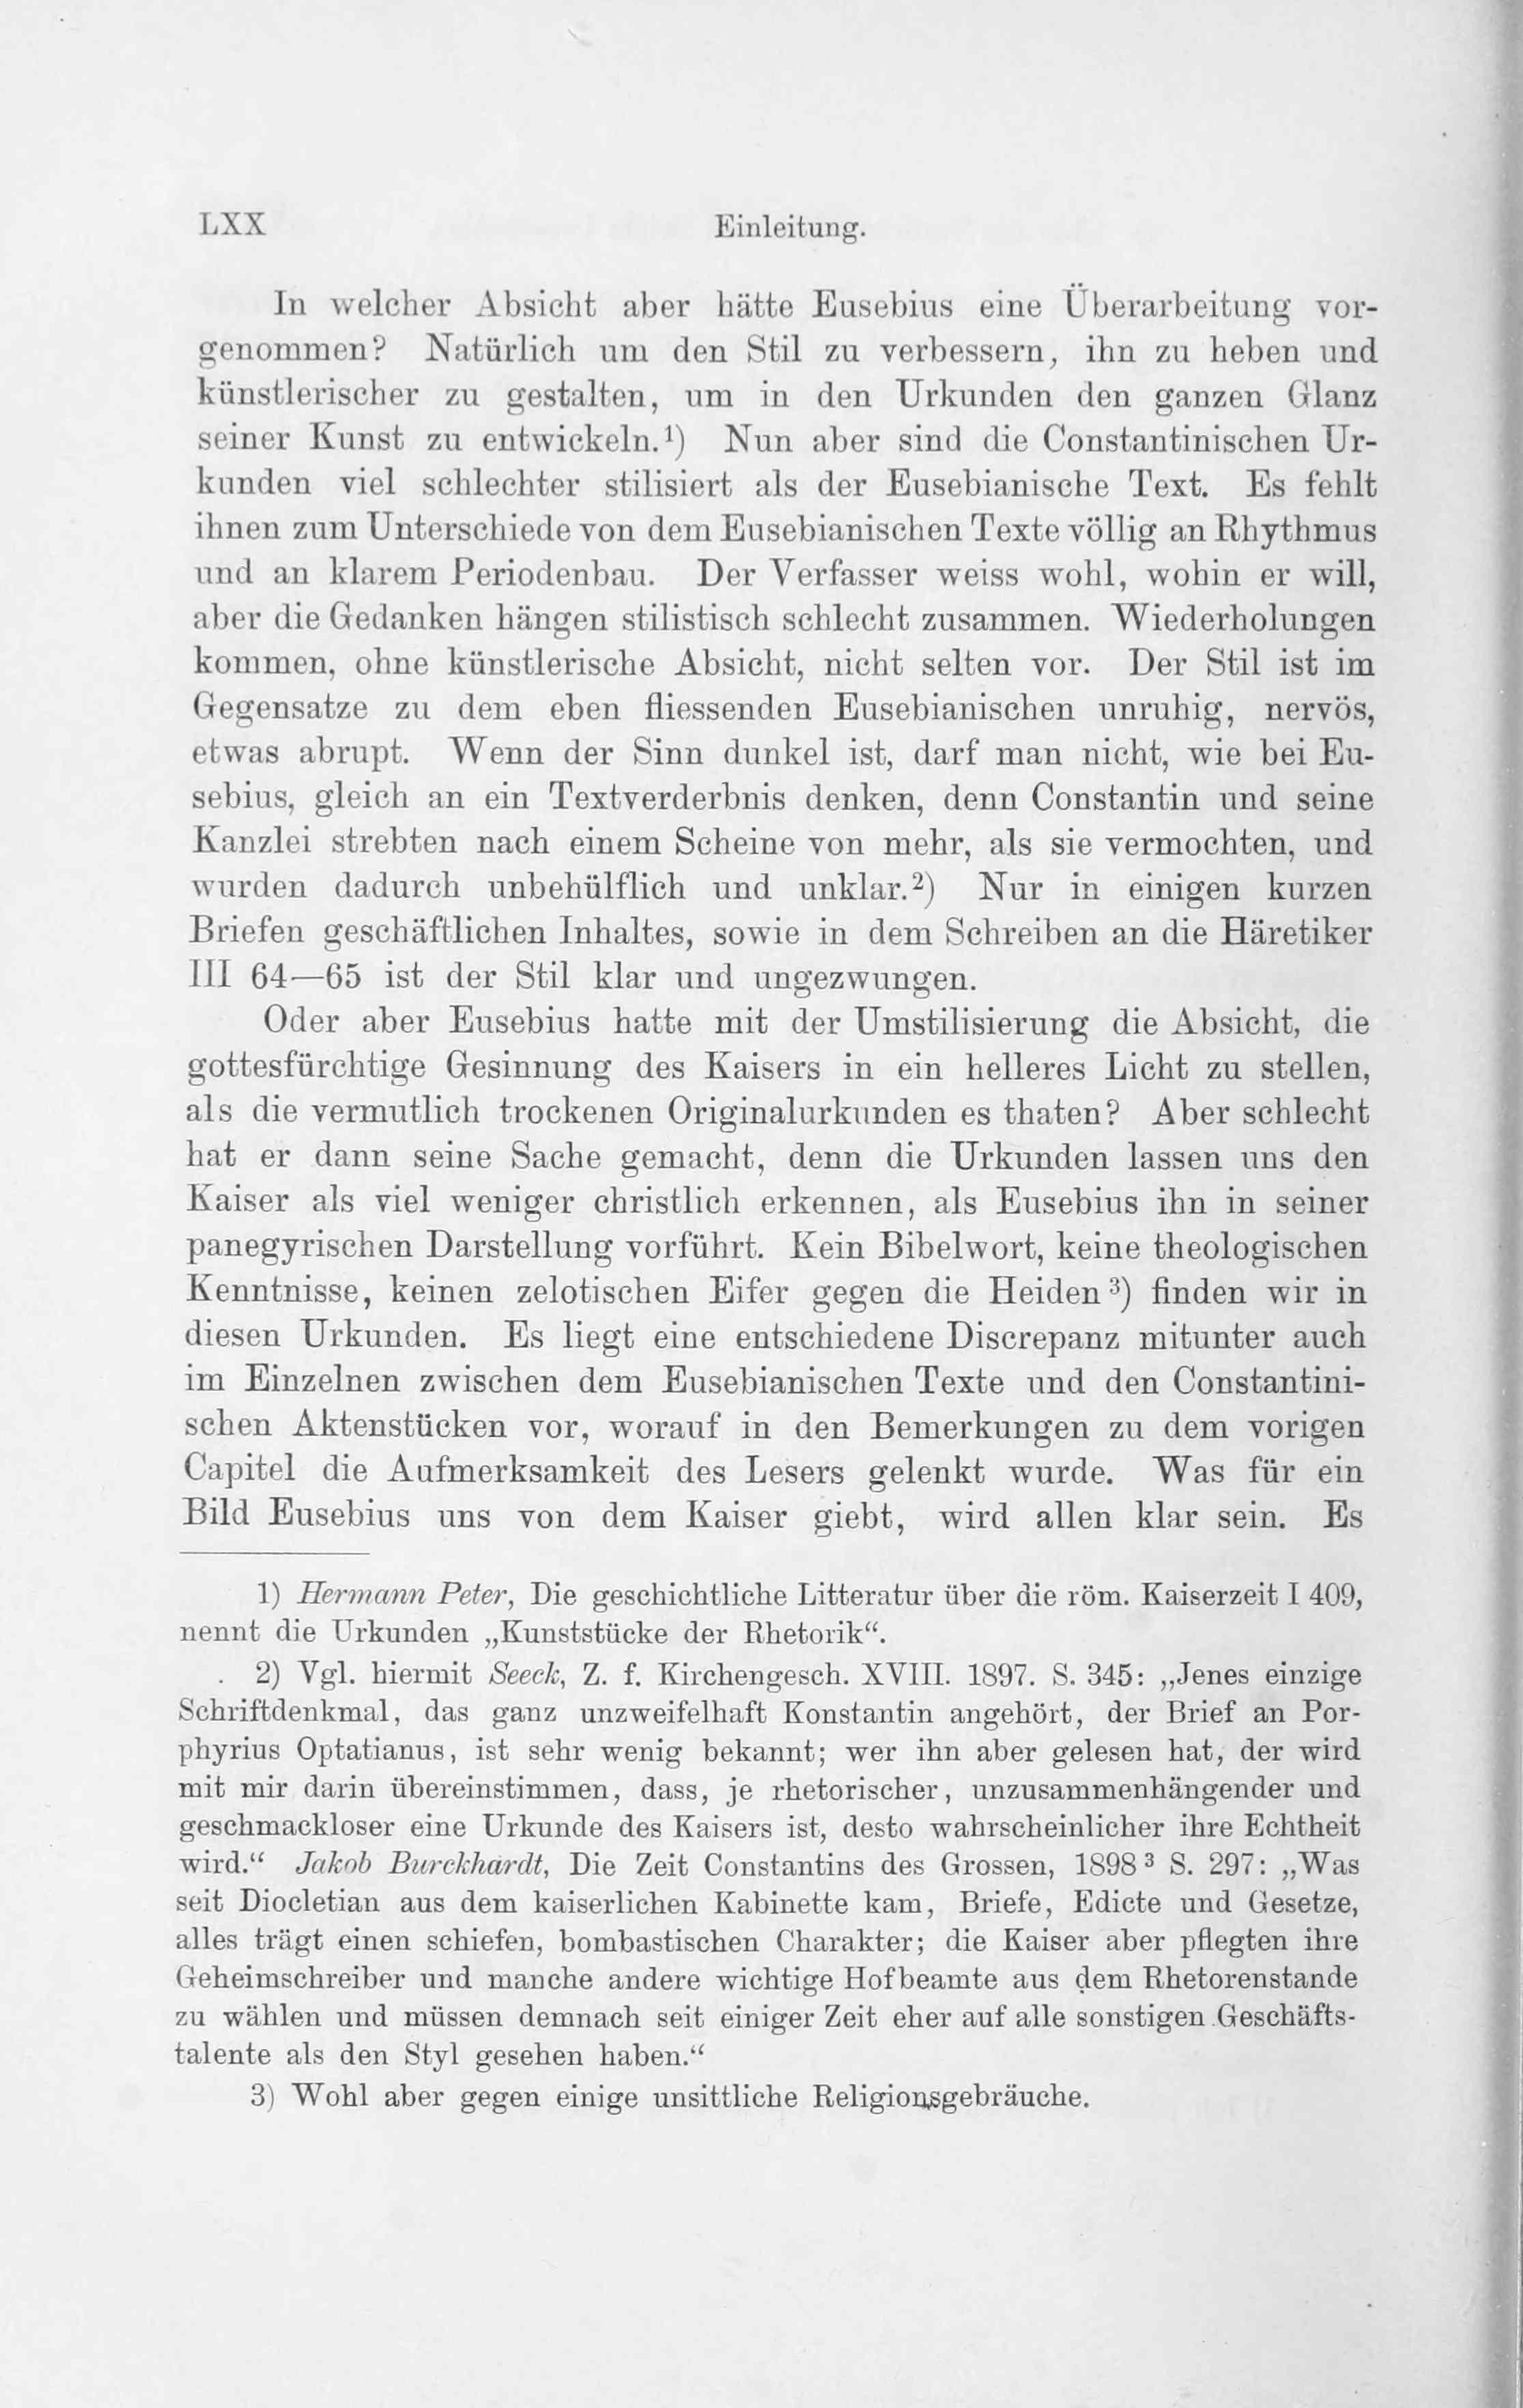 LXX Einleitung.
In welcher Absicht aber hätte Eusebius eine Überarbeitung vor-
genommen? Natürlich um den Stil zu verbessern, ihn zu heben und
künstlerischer zu gestalten, um in den Urkunden den ganzen Glanz
seiner Kunst zu entwickeln.¹) Nun aber sind die Constantinischen Ur-
kunden viel schlechter stilisiert als der Eusebianische Text. Es fehlt
ihnen zum Unterschiede von dem Eusebianischen Texte völlig an Rhythmus
und an klarem Periodenbau. Der Verfasser weiss wohl, wohin er will,
aber die Gedanken hängen stilistisch schlecht zusammen. Wiederholungen
kommen, ohne künstlerische Absicht, nicht selten vor. Der Stil ist im
Gegensatze zu dem eben fliessenden Eusebianischen unruhig, nervös,
etwas abrupt. Wenn der Sinn dunkel ist, darf man nicht, wie bei Eu-
sebius, gleich an ein Textverderbnis denken, denn Constantin und seine
Kanzlei strebten nach einem Scheine von mehr, als sie vermochten, und
wurden dadurch unbehülflich und unklar.²) Nur in einigen kurzen
Briefen geschäftlichen Inhaltes, sowie in dem Schreiben an die Häretiker
III 64—65 ist der Stil klar und ungezwungen.
Oder aber Eusebius hatte mit der Umstilisierung die Absicht, die
gottesfürchtige Gesinnung des Kaisers in ein helleres Licht zu stellen,
als die vermutlich trockenen Originalurkunden es thaten? Aber schlecht
hat er dann seine Sache gemacht, denn die Urkunden lassen uns den
Kaiser als viel weniger christlich erkennen, als Eusebius ihn in seiner
panegyrischen Darstellung vorführt. Kein Bibelwort, keine theologischen
Kenntnisse, keinen zelotischen Eifer gegen die Heiden³) finden wir in
diesen Urkunden. Es liegt eine entschiedene Discrepanz mitunter auch
im Einzelnen zwischen dem Eusebianischen Texte und den Constantini-
schen Aktenstücken vor, worauf in den Bemerkungen zu dem vorigen
Capitel die Aufmerksamkeit des Lesers gelenkt wurde. Was für ein
Bild Eusebius uns von dem Kaiser giebt, wird allen klar sein. Es
1) Hermann Peter, Die geschichtliche Litteratur über die röm. Kaiserzeit I 409,
nennt die Urkunden „Kunststücke der Rhetorik“.
2) Vgl. hiermit Seeck, Z. f. Kirchengesch. XVIII. 1897. S. 345: „Jenes einzige
Schriftdenkmal, das ganz unzweifelhaft Konstantin angehört, der Brief an Por-
phyrius Optatianus, ist sehr wenig bekannt; wer ihn aber gelesen hat, der wird
mit mir darin übereinstimmen, dass, je rhetorischer, unzusammenhängender und
geschmackloser eine Urkunde des Kaisers ist, desto wahrscheinlicher ihre Echtheit
wird.“ Jakob Burckhardt, Die Zeit Constantins des Grossen, 1898³ S. 297: „Was
seit Diocletian aus dem kaiserlichen Kabinette kam, Briefe, Edicte und Gesetze,
alles trägt einen schiefen, bombastischen Charakter; die Kaiser aber pflegten ihre
Geheimschreiber und manche andere wichtige Hofbeamte aus dem Rhetorenstande
zu wählen und müssen demnach seit einiger Zeit eher auf alle sonstigen Geschäfts-
talente als den Styl gesehen haben.“
3) Wohl aber gegen einige unsittliche Religionsgebräuche.